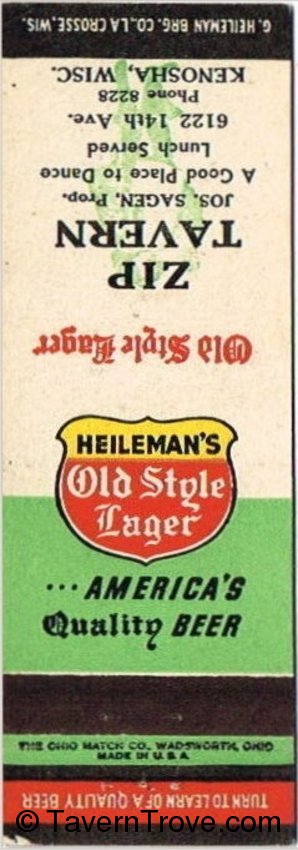 G. HEILEMAN BRG. CO., LA CROSSE, WIS.
ZIP
TAVERN
JOS. SAGEN, Prop.
A Good Place to Dance
Lunch Served
6122 14th Ave.
Phone 8228
KENOSHA, WISC.
Old Style Lager
HEILEMAN'S
Old Style
Lager
...AMERICA'S
Quality BEER
THE OHIO MATCH CO., WADSWORTH, OHIO
MADE IN U.S.A.
TURN TO LEARN OF A QUALITY BEER
© TavernTrove.com